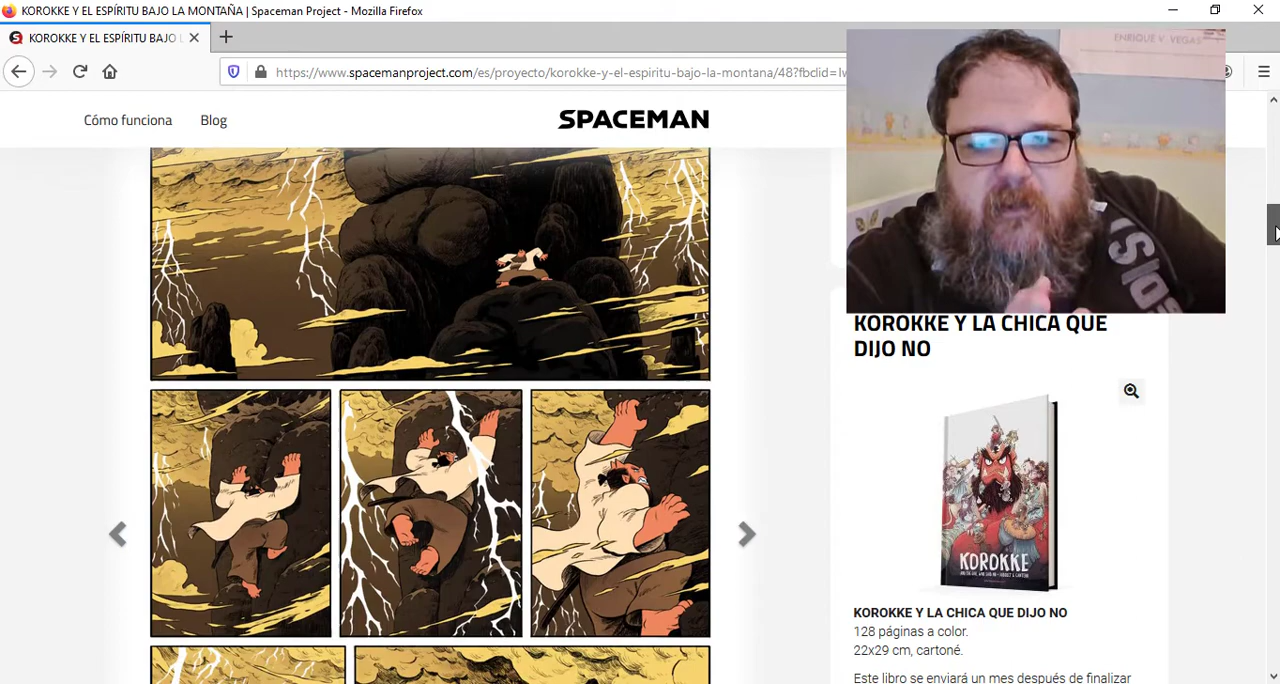 KOROKKE Y EL ESPÍRITU BAJO LA MONTAÑA | Spaceman Project - Mozilla Firefox
KOROKKE Y EL ESPÍRITU BAJO L
https://www.spacemanproject.com/es/proyecto/korokke-y-el-espiritu-bajo-la-montana/48?fbclid=Iw
ENRIQUE V. VEGAS
Cómo funciona
Blog
SPACEMAN
KOROKKE Y LA CHICA QUE
DIJO NO
KOROKKE
KOROKKE Y LA CHICA QUE DIJO NO
128 páginas a color.
22x29 cm, cartoné.
Este libro se enviará un mes después de finalizar